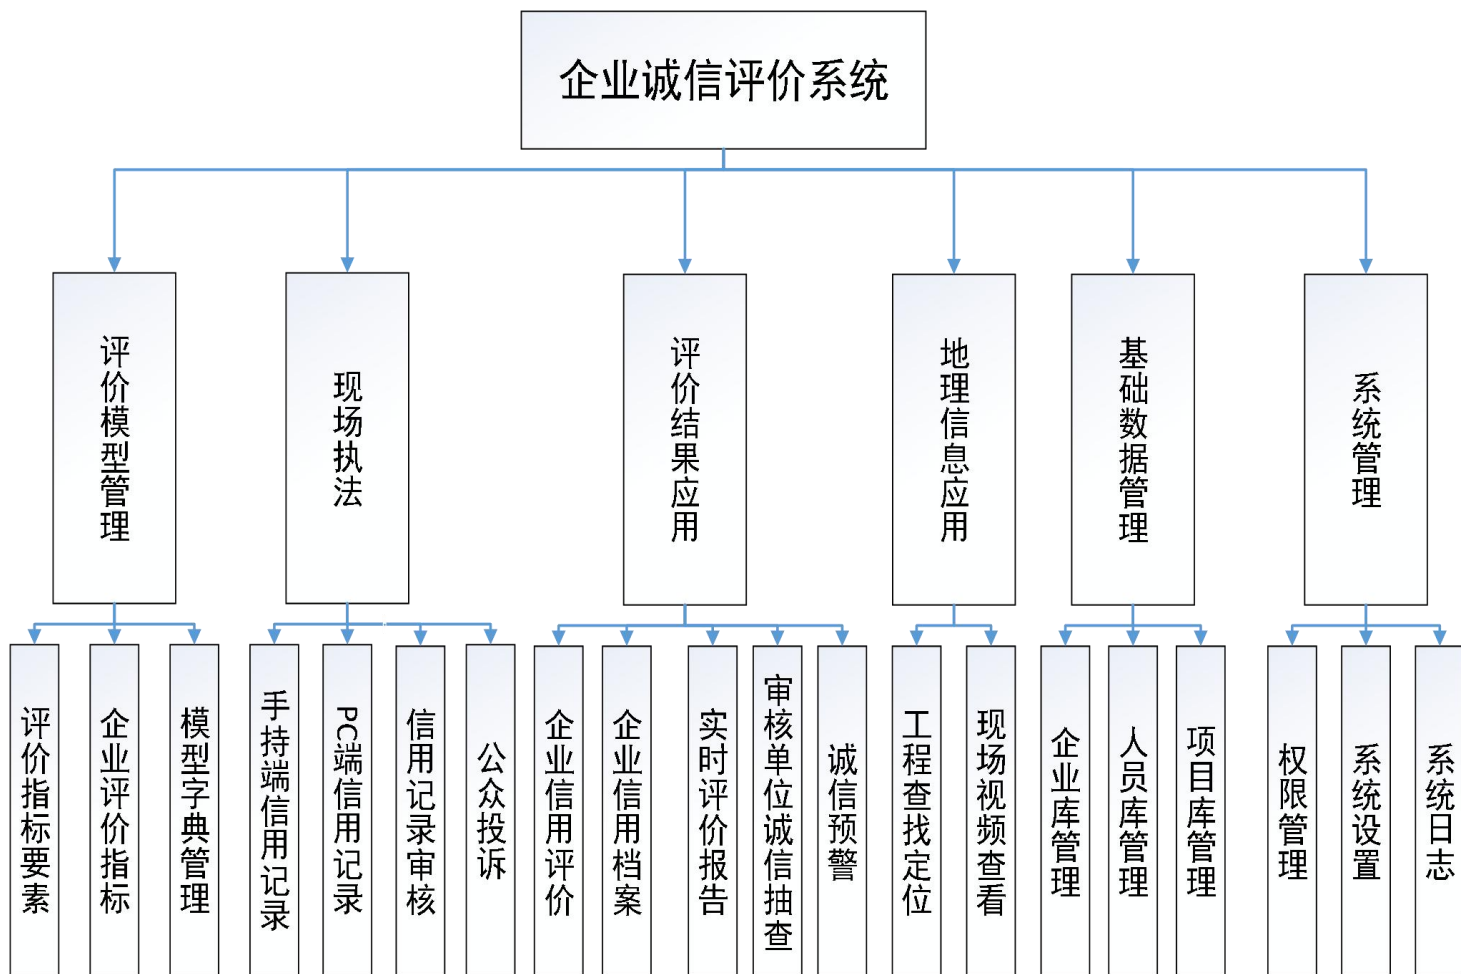 企业诚信评价系统
评价模型管理
现场执法
评价结果应用
地理信息应用
基础数据管理
系统管理
评价指标要素
企业评价指标
模型字典管理
手持端信用记录
PC端信用记录
信用记录审核
公众投诉
企业信用评价
企业信用档案
实时评价报告
审核单位诚信抽查
诚信预警
工程查找定位
现场视频查看
企业库管理
人员库管理
项目库管理
权限管理
系统设置
系统日志